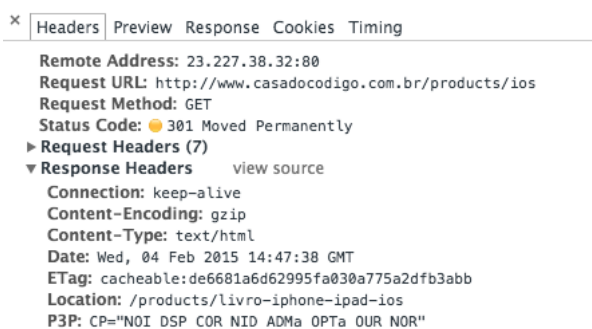 × Headers Preview Response Cookies Timing
Remote Address: 23.227.38.32:80
Request URL: http://www.casadocodigo.com.br/products/ios
Request Method: GET
Status Code: 301 Moved Permanently
▶ Request Headers (7)
▼ Response Headers view source
Connection: keep-alive
Content-Encoding: gzip
Content-Type: text/html
Date: Wed, 04 Feb 2015 14:47:38 GMT
ETag: cacheable:de6681a6d62995fa030a775a2dfb3abb
Location: /products/livro-iphone-ipad-ios
P3P: CP="NOI DSP COR NID ADMa OPTa OUR NOR"